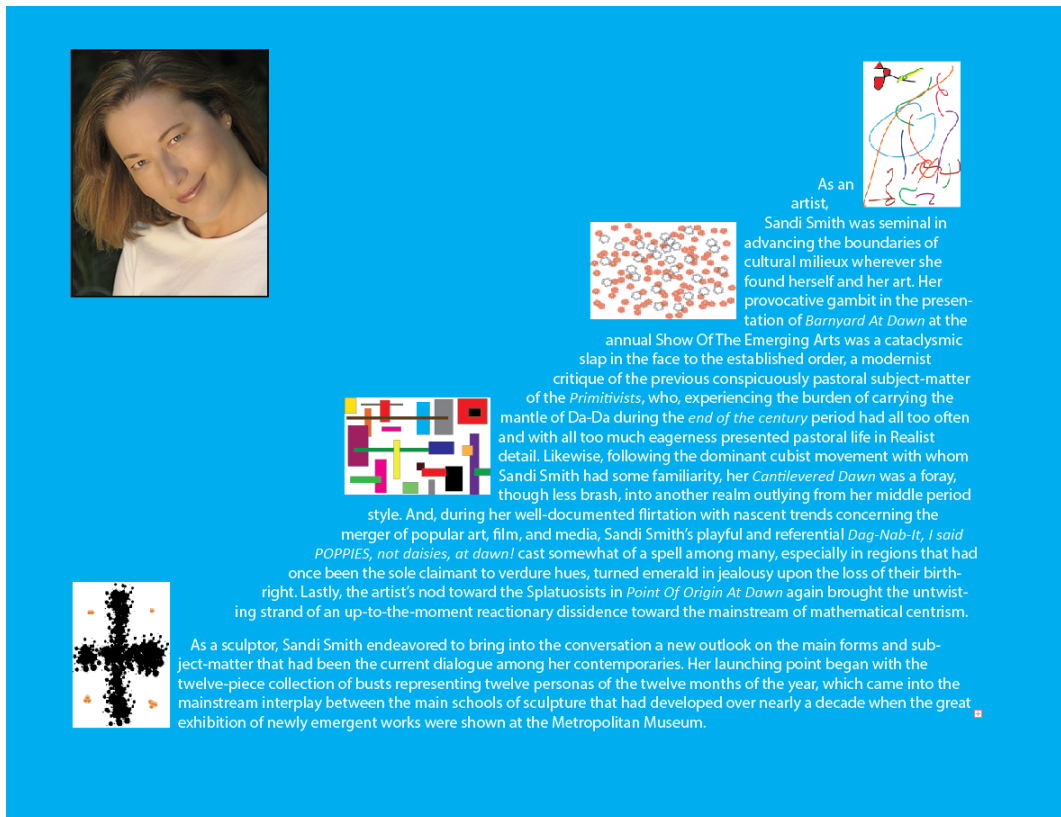 As an
artist,
Sandi Smith was seminal in
advancing the boundaries of
cultural milieux wherever she
found herself and her art. Her
provocative gambit in the presen-
tation of Barnyard At Dawn at the
annual Show Of The Emerging Arts was a cataclysmic
slap in the face to the established order, a modernist
critique of the previous conspicuously pastoral subject-matter
of the Primitivists, who, experiencing the burden of carrying the
mantle of Da-Da during the end of the century period had all too often
and with all too much eagerness presented pastoral life in Realist
detail. Likewise, following the dominant cubist movement with whom
Sandi Smith had some familiarity, her Cantilevered Dawn was a foray,
though less brash, into another realm outlying from her middle period
style. And, during her well-documented flirtation with nascent trends concerning the
merger of popular art, film, and media, Sandi Smith's playful and referential Dag-Nab-It, I said
POPPIES, not daisies, at dawn! cast somewhat of a spell among many, especially in regions that had
once been the sole claimant to verdure hues, turned emerald in jealousy upon the loss of their birth-
right. Lastly, the artist's nod toward the Splatuosists in Point Of Origin At Dawn again brought the untwist-
ing strand of an up-to-the-moment reactionary dissidence toward the mainstream of mathematical centrism.
As a sculptor, Sandi Smith endeavored to bring into the conversation a new outlook on the main forms and sub-
ject-matter that had been the current dialogue among her contemporaries. Her launching point began with the
twelve-piece collection of busts representing twelve personas of the twelve months of the year, which came into the
mainstream interplay between the main schools of sculpture that had developed over nearly a decade when the great
exhibition of newly emergent works were shown at the Metropolitan Museum.